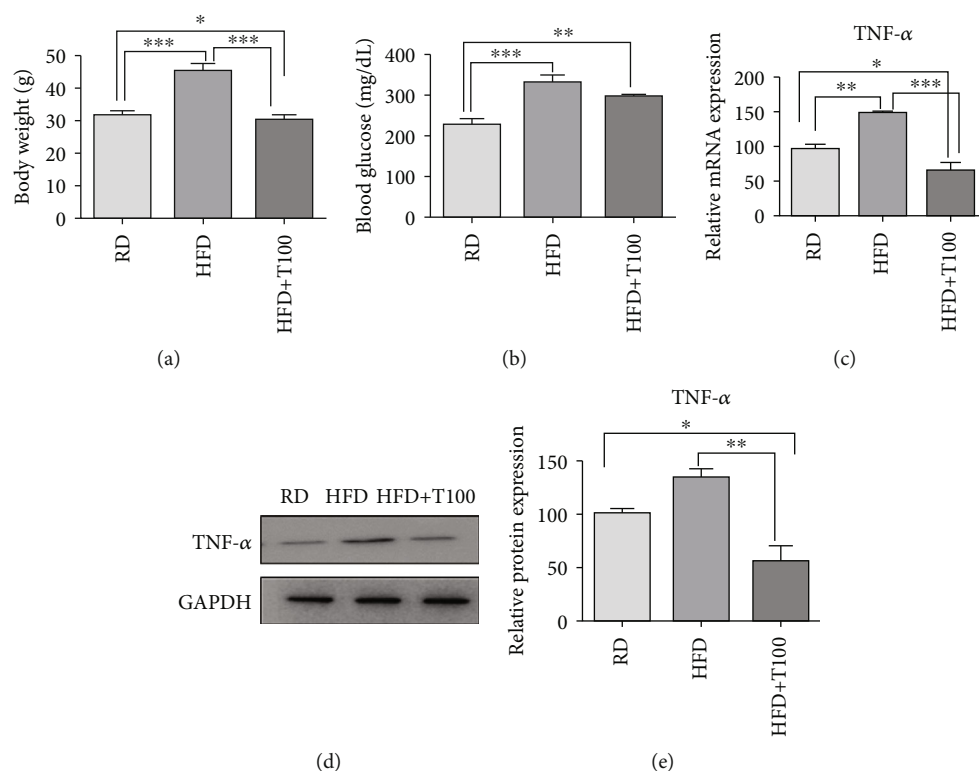 *
***
***
Body weight (g)
50
40
30
20
10
0
RD
HFD
HFD+T100
(a)
**
***
Blood glucose (mg/dL)
400
300
200
100
0
RD
HFD
HFD+T100
(b)
TNF-α
*
**
***
Relative mRNA expression
200
150
100
50
0
RD
HFD
HFD+T100
(c)
RD HFD HFD+T100
TNF-α
GAPDH
(d)
TNF-α
*
**
Relative protein expression
150
100
50
0
RD
HFD
HFD+T100
(e)